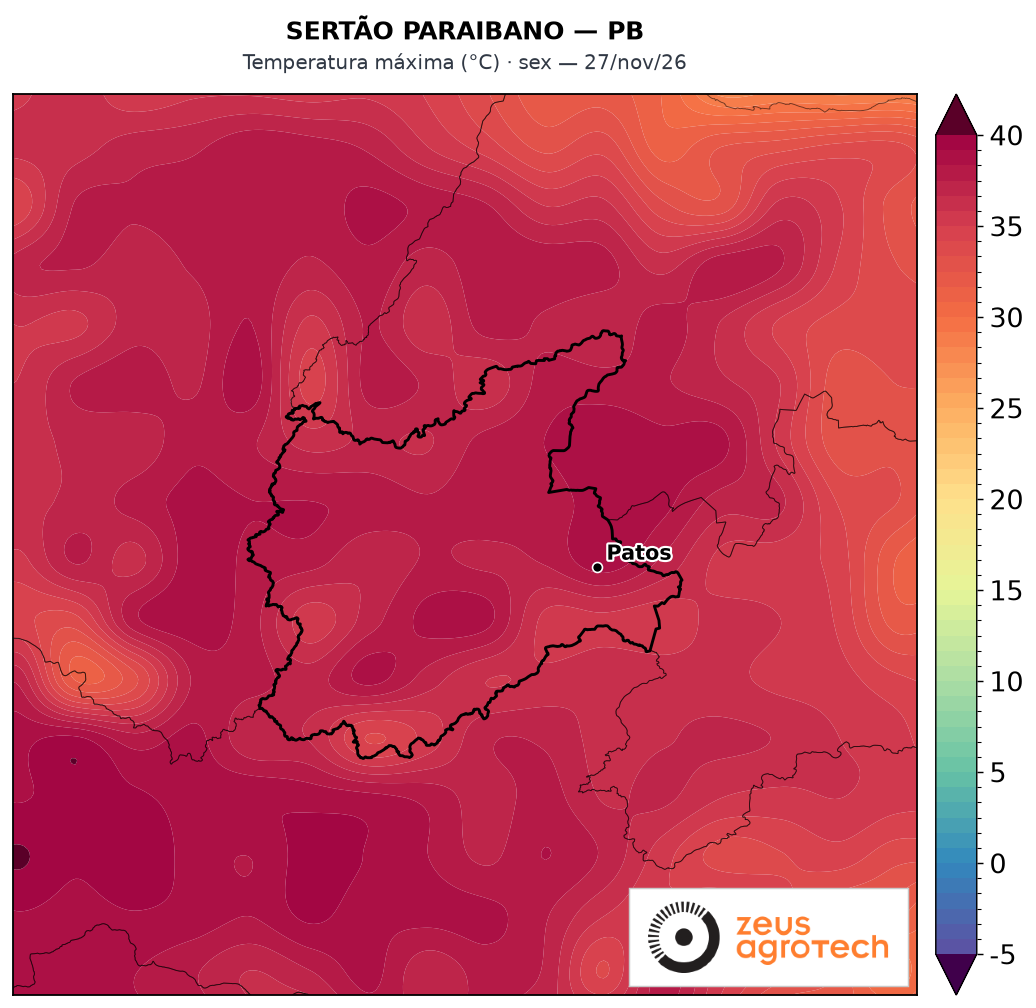 SERTÃO PARAIBANO — PB
Temperatura máxima (°C) · sex — 27/nov/26
40
35
30
25
20
15
10
5
0
-5
Patos
zeus
agrotech